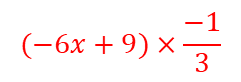 (−6x + 9) × −1/3